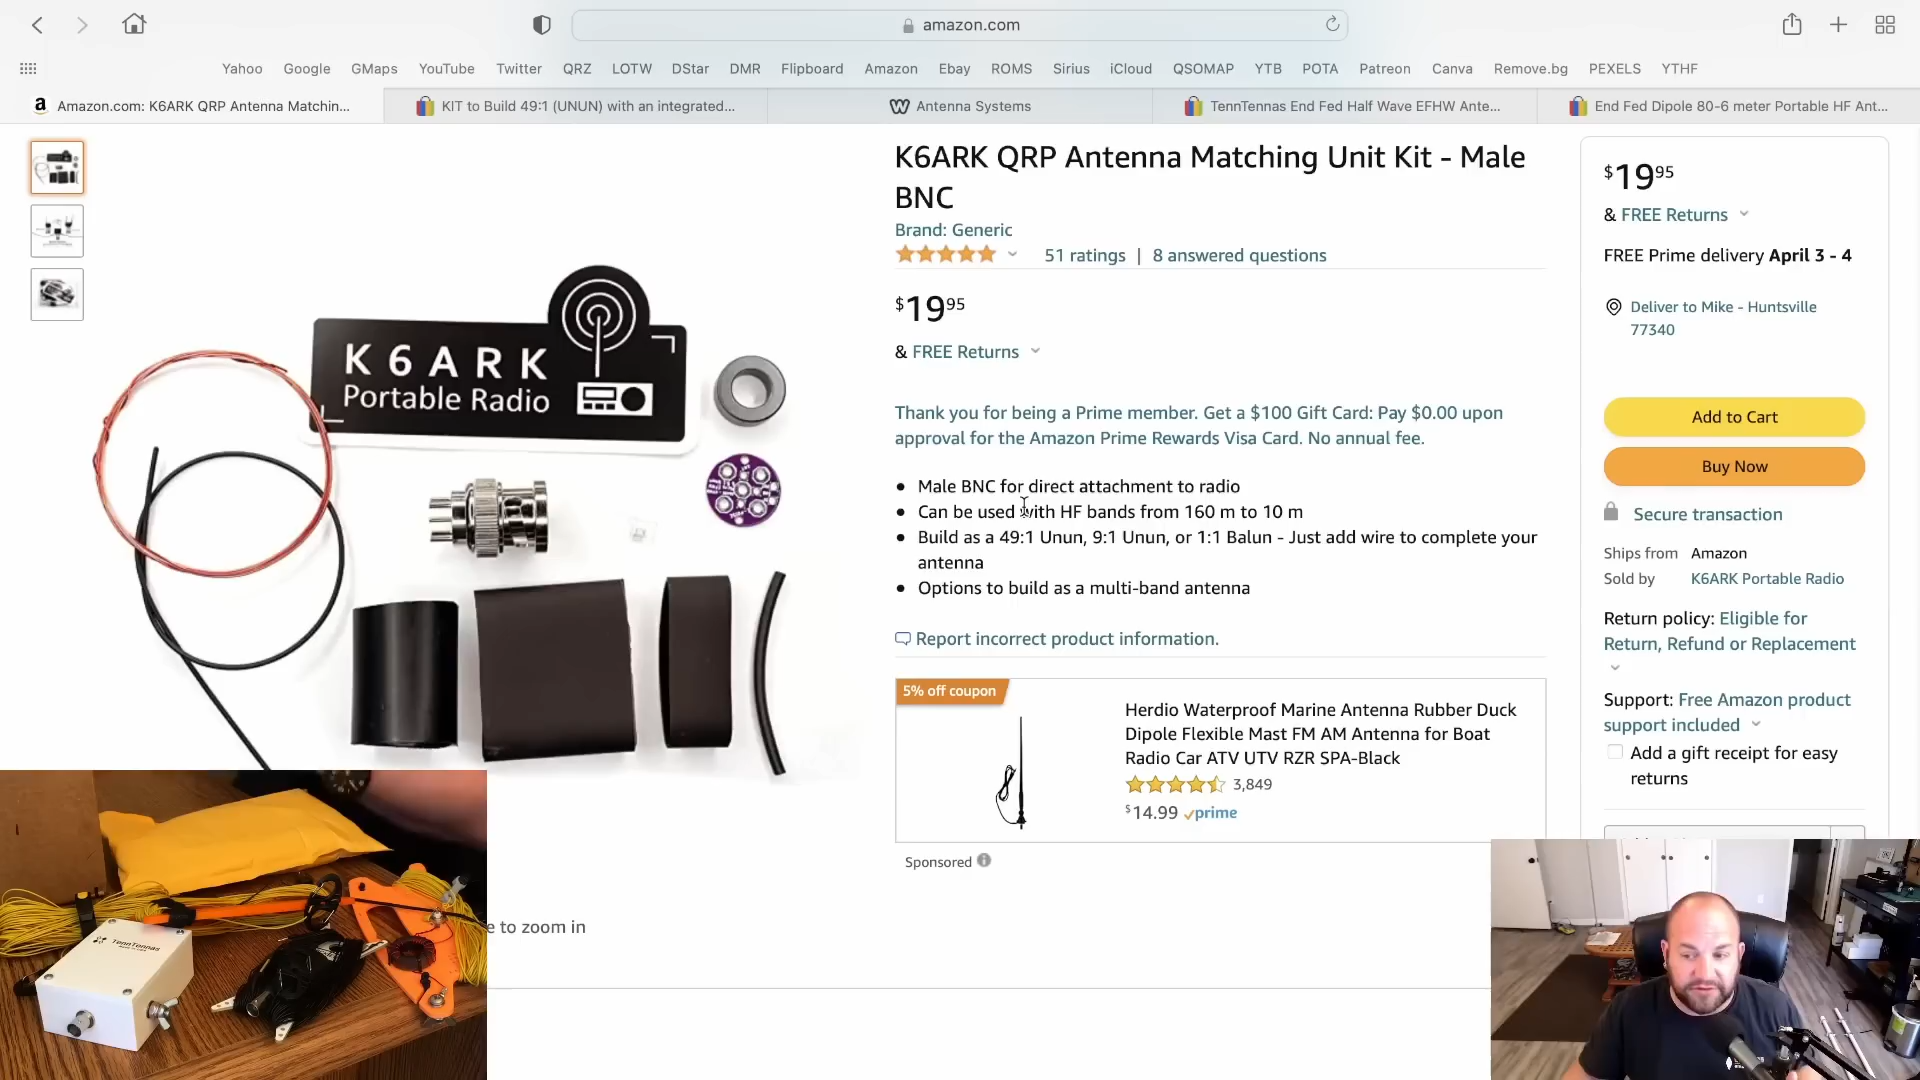 amazon.com
Yahoo Google GMaps YouTube Twitter QRZ LOTW DStar DMR Flipboard Amazon Ebay ROMS Sirius iCloud QSOMAP YTB POTA Patreon Canva Remove.bg PEXELS YTHF
Amazon.com: K6ARK QRP Antenna Matchin...
KIT to Build 49:1 (UNUN) with an integrated...
Antenna Systems
TennTennas End Fed Half Wave EFHW Ante...
End Fed Dipole 80-6 meter Portable HF Ant...
K6ARK
Portable Radio
K6ARK QRP Antenna Matching Unit Kit - Male
BNC
Brand: Generic
51 ratings | 8 answered questions
$19 95
& FREE Returns
Thank you for being a Prime member. Get a $100 Gift Card: Pay $0.00 upon
approval for the Amazon Prime Rewards Visa Card. No annual fee.
• Male BNC for direct attachment to radio
• Can be used with HF bands from 160 m to 10 m
• Build as a 49:1 Unun, 9:1 Unun, or 1:1 Balun - Just add wire to complete your
antenna
• Options to build as a multi-band antenna
Report incorrect product information.
5% off coupon
Herdio Waterproof Marine Antenna Rubber Duck
Dipole Flexible Mast FM AM Antenna for Boat
Radio Car ATV UTV RZR SPA-Black
3,849
$14.99 prime
Sponsored
e to zoom in
$19 95
& FREE Returns
FREE Prime delivery April 3 - 4
Deliver to Mike - Huntsville
77340
Add to Cart
Buy Now
Secure transaction
Ships from Amazon
Sold by K6ARK Portable Radio
Return policy: Eligible for
Return, Refund or Replacement
Support: Free Amazon product
support included
Add a gift receipt for easy
returns
TennTennas